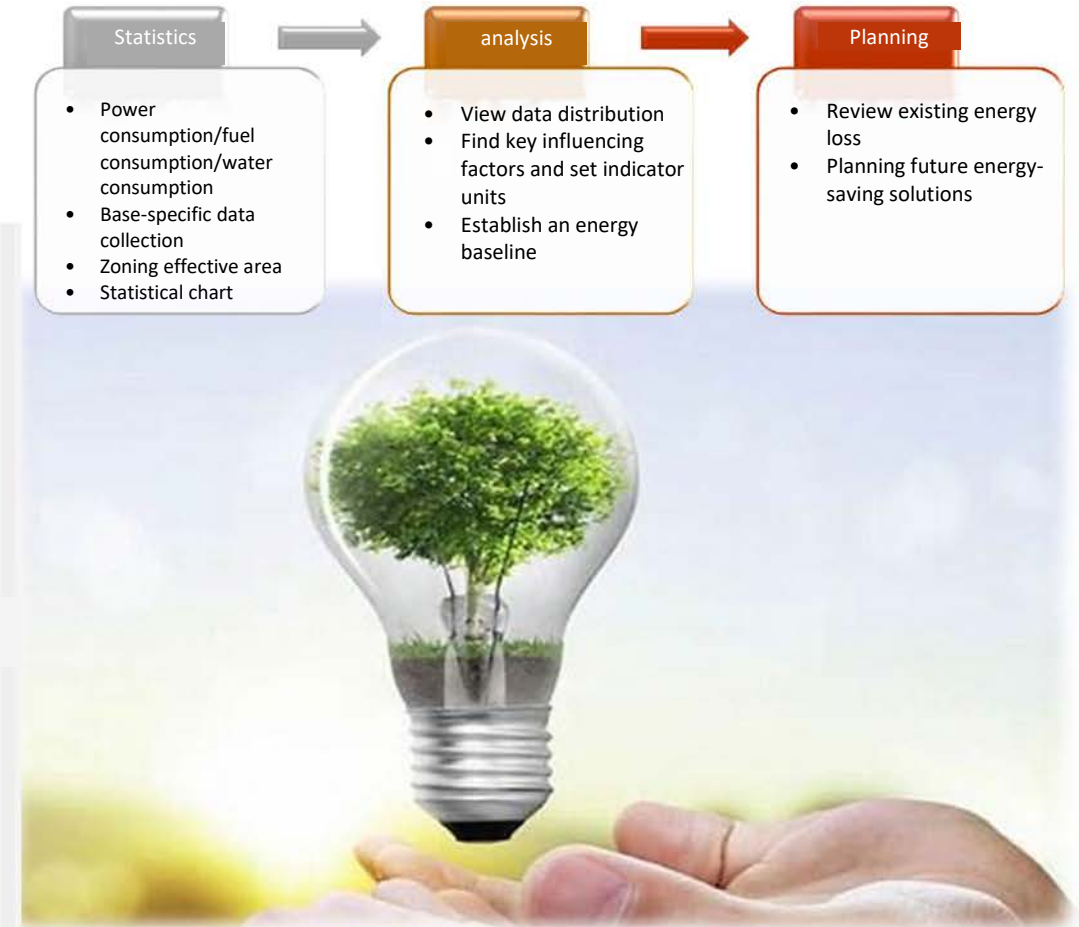 Statistics
• Power
consumption/fuel
consumption/water
consumption
• Base-specific data
collection
• Zoning effective area
• Statistical chart
analysis
• View data distribution
• Find key influencing
factors and set indicator
units
• Establish an energy
baseline
Planning
• Review existing energy
loss
• Planning future energy-
saving solutions